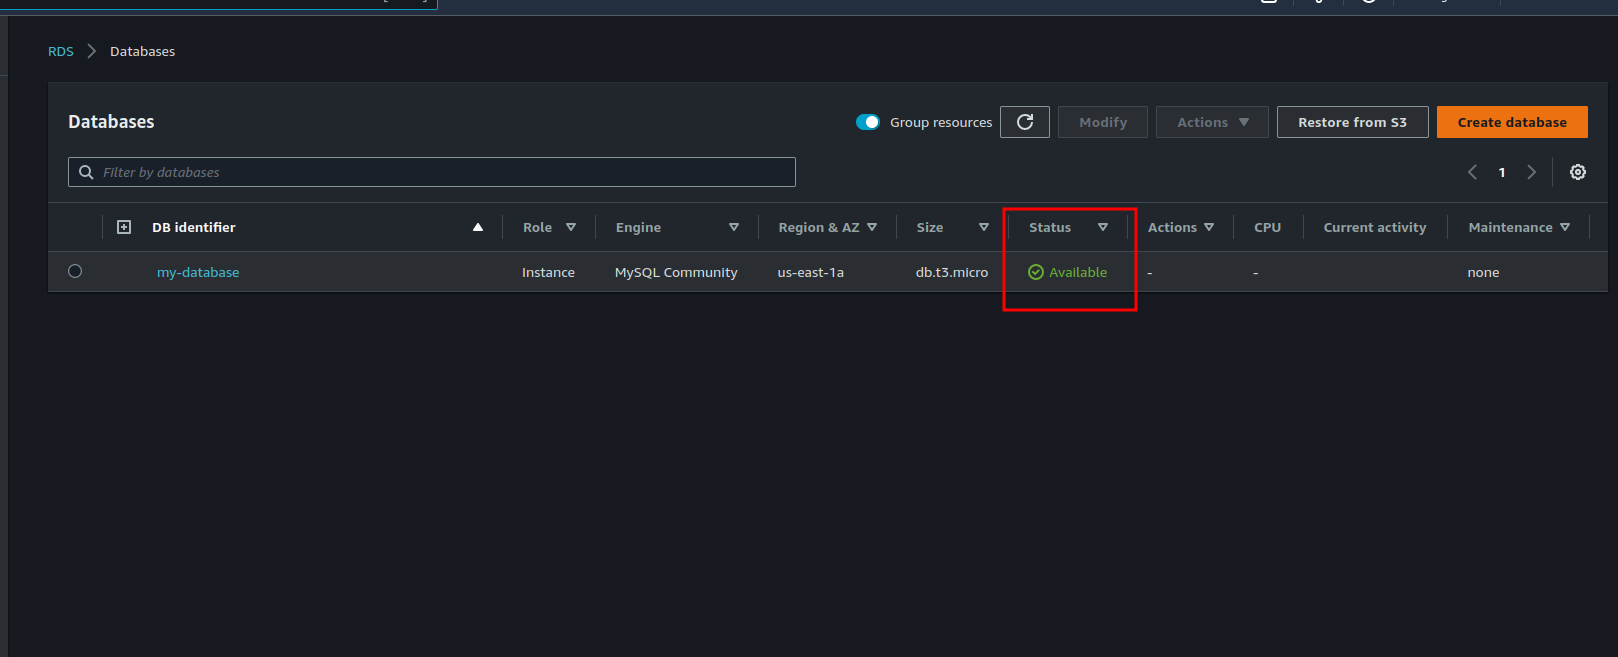 RDS > Databases
Databases
Group resources
Modify
Actions
Restore from S3
Create database
Filter by databases
1
DB identifier Role Engine Region & AZ Size Status Actions CPU Current activity Maintenance
my-database Instance MySQL Community us-east-1a db.t3.micro Available - - none